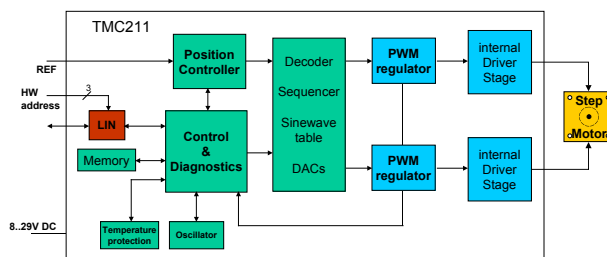 TMC211
REF
HW
address
3
LIN
Position
Controller
Control
&
Diagnostics
Memory
Temperature
protection
Oscillator
8..29V DC
Decoder
Sequencer
Sinewave
table
DACs
PWM
regulator
PWM
regulator
internal
Driver
Stage
internal
Driver
Stage
Step
Motor